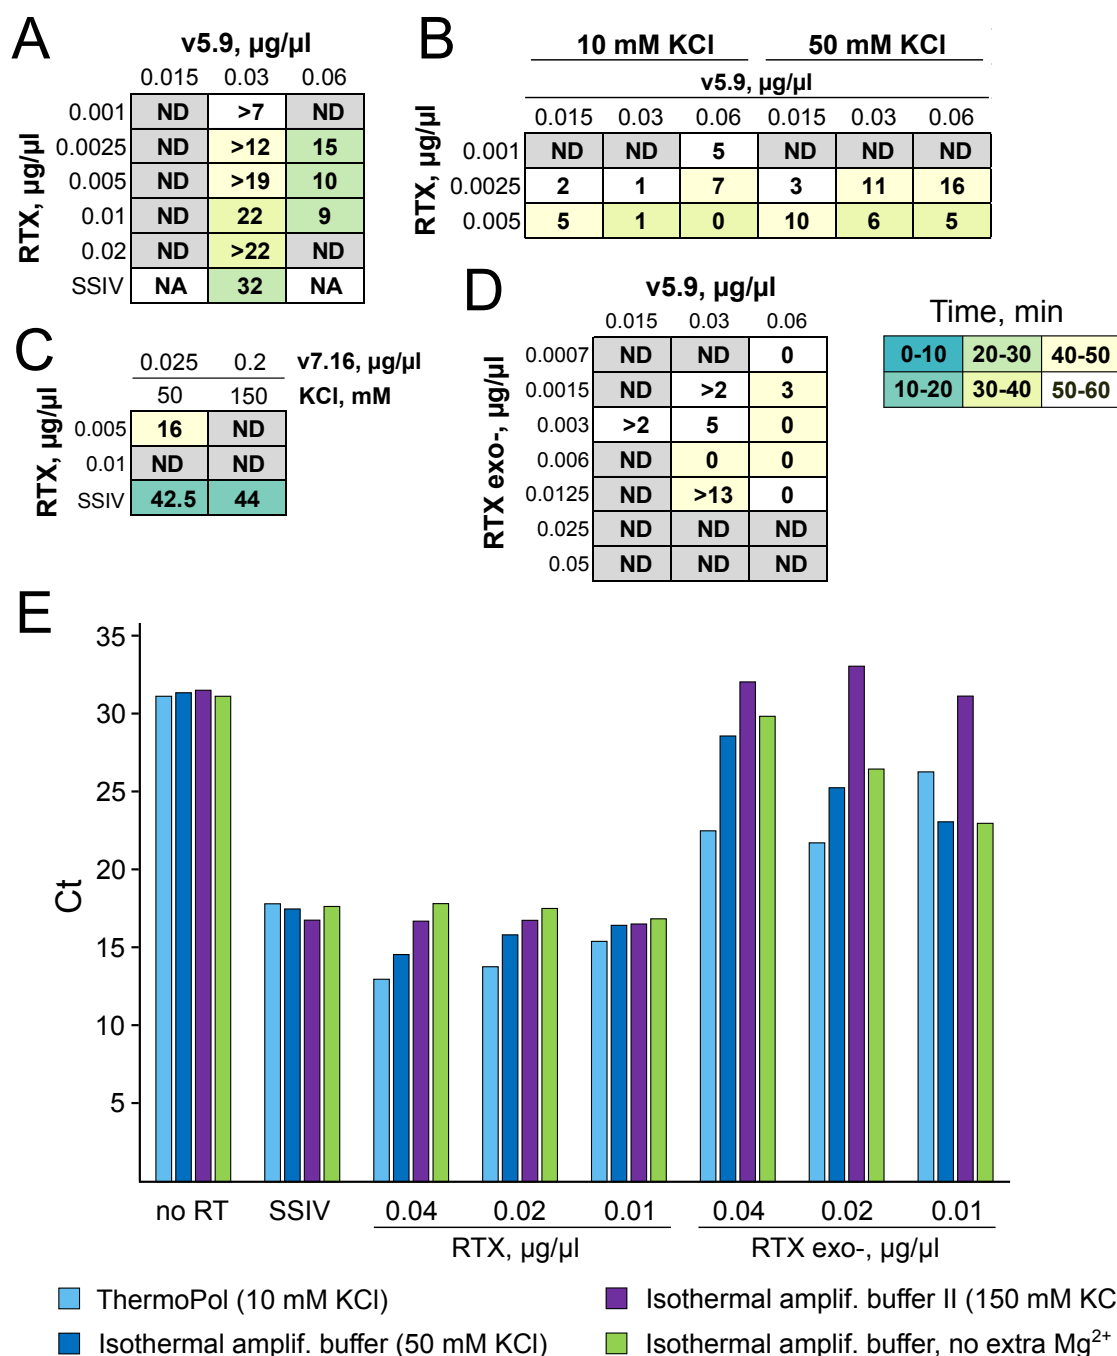 A
v5.9, µg/µl
0.015 0.03 0.06
RTX, µg/µl
0.001 ND >7 ND
0.0025 ND >12 15
0.005 ND >19 10
0.01 ND 22 9
0.02 ND >22 ND
SSIV NA 32 NA
B
10 mM KCl 50 mM KCl
v5.9, µg/µl
0.015 0.03 0.06 0.015 0.03 0.06
RTX, µg/µl
0.001 ND ND 5 ND ND ND
0.0025 2 1 7 3 11 16
0.005 5 1 0 10 6 5
C
0.025 0.2 v7.16, µg/µl
50 150 KCl, mM
RTX, µg/µl
0.005 16 ND
0.01 ND ND
SSIV 42.5 44
D
v5.9, µg/µl
0.015 0.03 0.06
RTX exo-, µg/µl
0.0007 ND ND 0
0.0015 ND >2 3
0.003 >2 5 0
0.006 ND 0 0
0.0125 ND >13 0
0.025 ND ND ND
0.05 ND ND ND
Time, min
0-10 20-30 40-50
10-20 30-40 50-60
E
Ct
35
30
25
20
15
10
5
no RT SSIV 0.04 0.02 0.01 0.04 0.02 0.01
RTX, µg/µl RTX exo-, µg/µl
ThermoPol (10 mM KCl)
Isothermal amplif. buffer (50 mM KCl)
Isothermal amplif. buffer II (150 mM KC
Isothermal amplif. buffer, no extra Mg²⁺